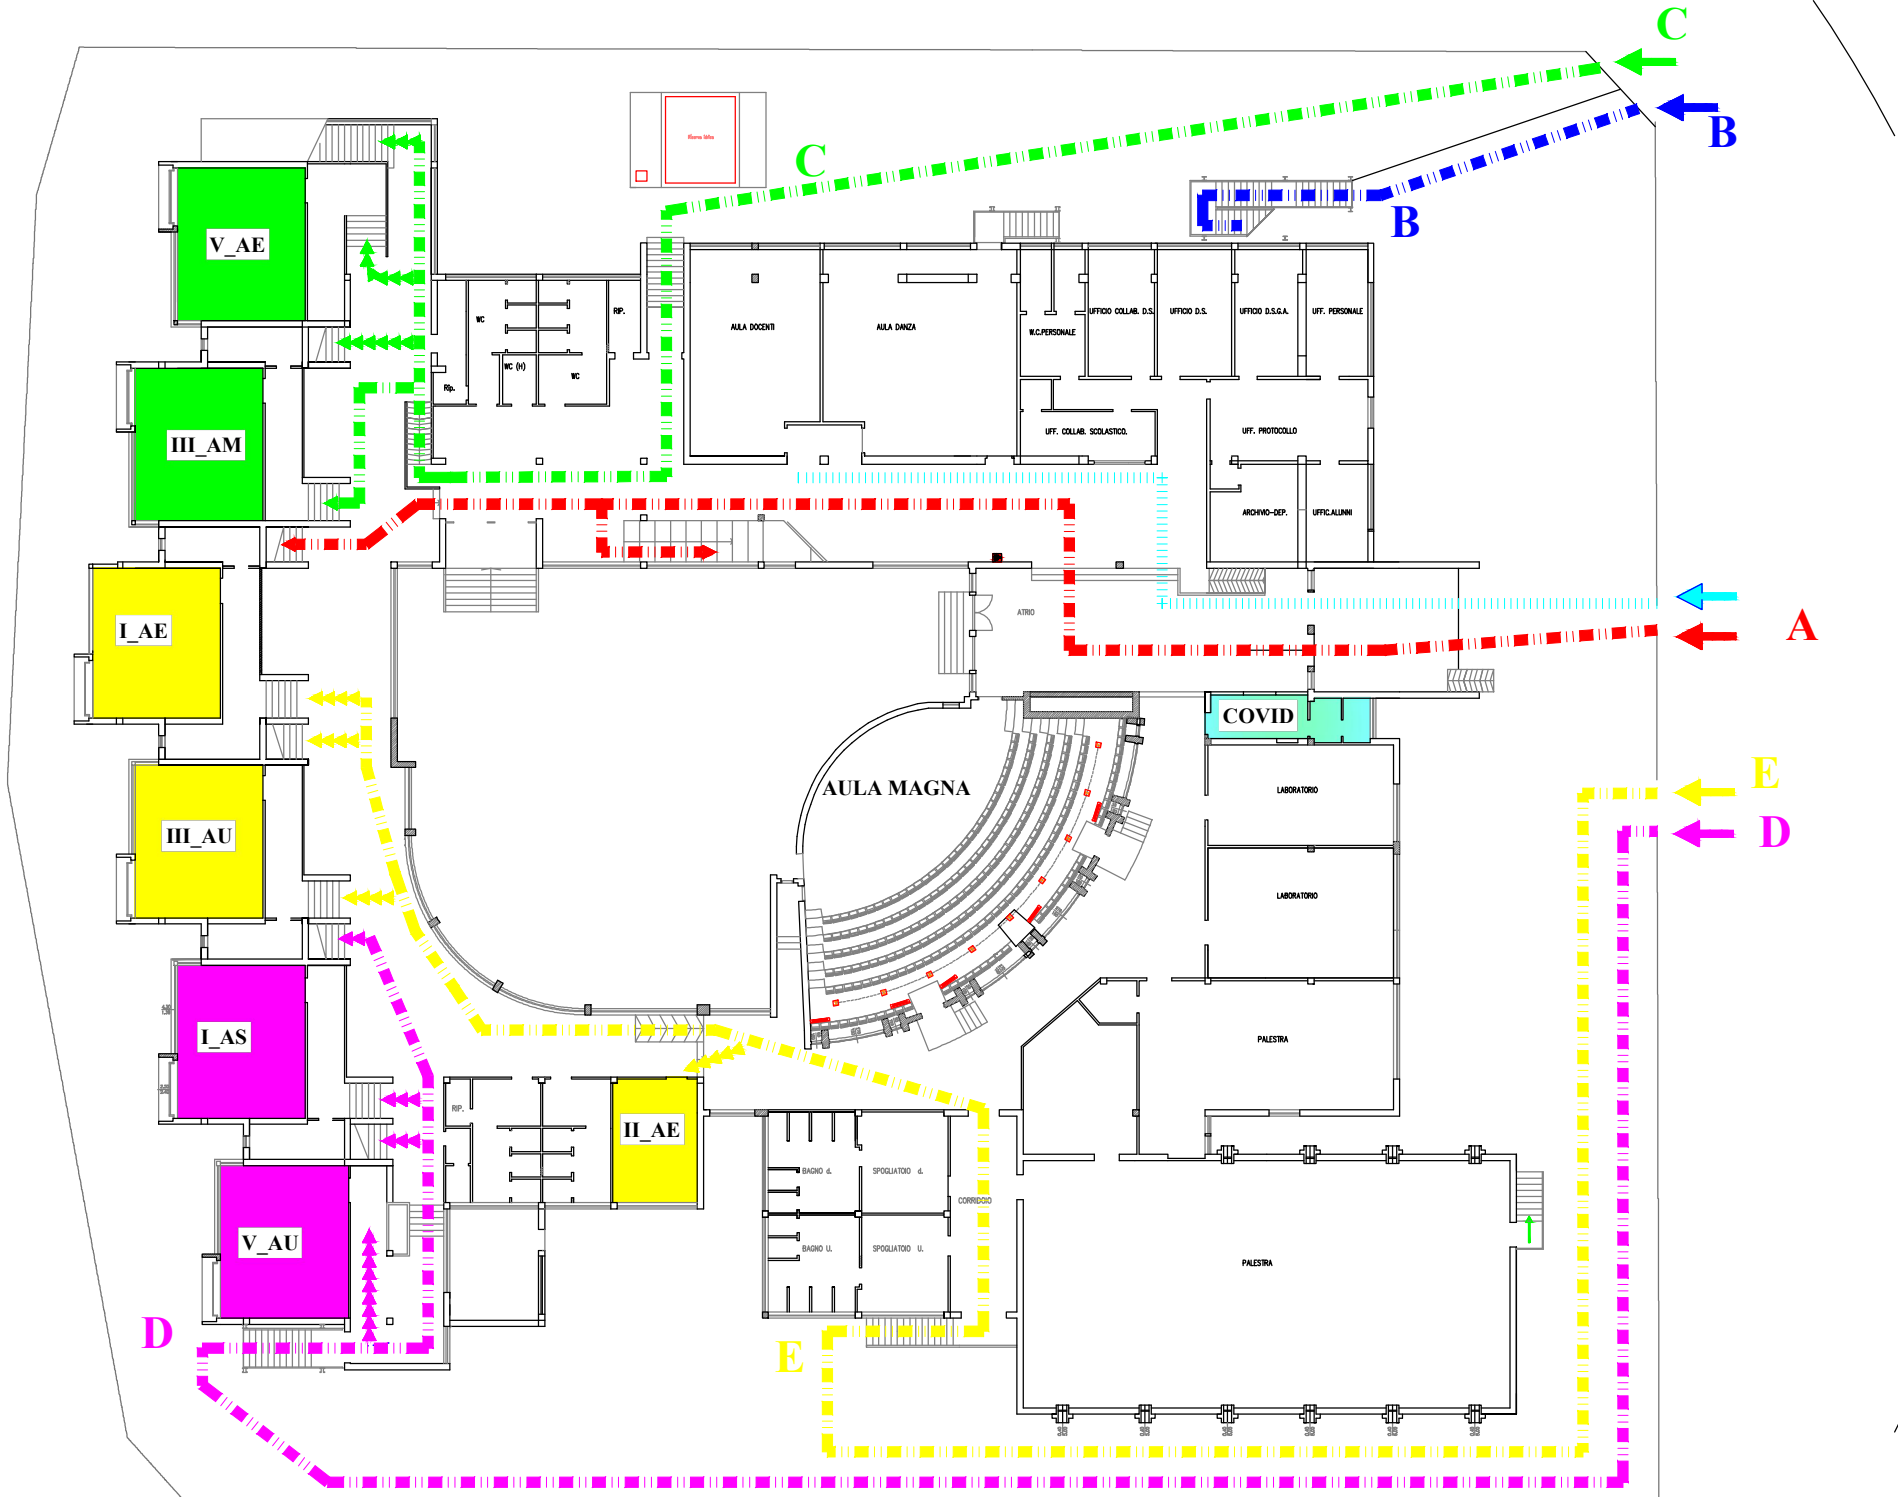 C
B
C
B
V_AE
Riserva Idrica
WC
RIP.
AULA DOCENTI
AULA DANZA
W.C.PERSONALE
UFFICIO COLLAB. D.S.
UFFICIO D.S.
UFFICIO D.S.G.A.
UFF. PERSONALE
WC (H)
WC
Rip.
III_AM
UFF. COLLAB. SCOLASTICO.
UFF. PROTOCOLLO
ARCHIVIO-DEP.
UFFIC.ALUNNI
I_AE
ATRIO
A
COVID
AULA MAGNA
LABORATORIO
E
III_AU
D
LABORATORIO
I_AS
PALESTRA
RIP.
II_AE
BAGNO d.
SPOGLIATOIO d.
CORRIDOIO
V_AU
BAGNO U.
SPOGLIATOIO U.
PALESTRA
D
E